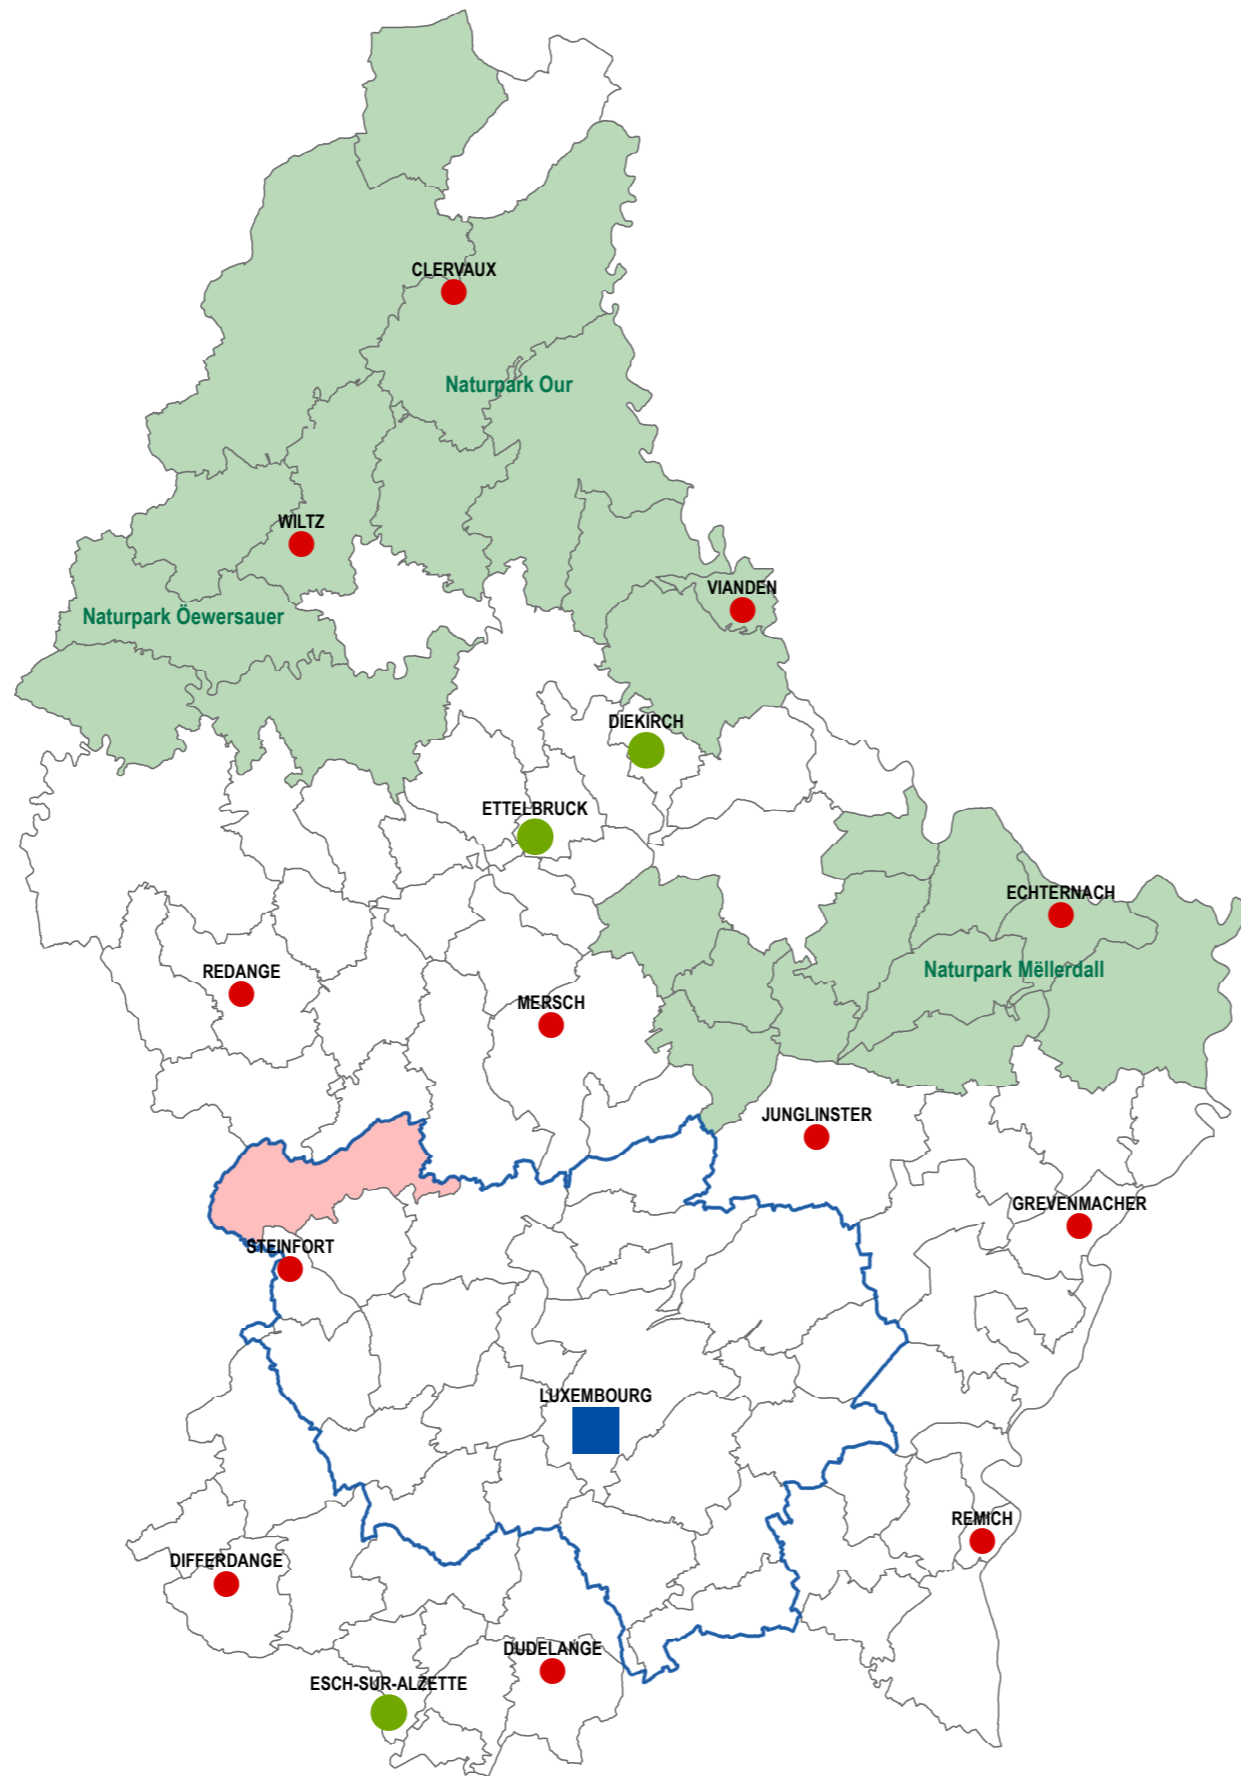 CLERVAUX
Naturpark Our
WILTZ
VIANDEN
Naturpark Öewersauer
DIEKIRCH
ETTELBRUCK
ECHTERNACH
REDANGE
Naturpark Mëllerdall
MERSCH
JUNGLINSTER
GREVENMACHER
STEINFORT
LUXEMBOURG
REMICH
DIFFERDANGE
DUDELANGE
ESCH-SUR-ALZETTE